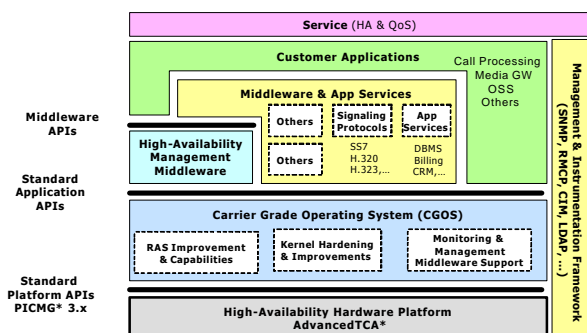 Service (HA & QoS)
Customer Applications
Call Processing
Media GW
OSS
Others
Middleware & App Services
Others
Signaling
Protocols
App
Services
Others
SS7
H.320
H.323,...
DBMS
Billing
CRM,...
Middleware
APIs
High-Availability
Management
Middleware
Standard
Application
APIs
Carrier Grade Operating System (CGOS)
RAS Improvement
& Capabilities
Kernel Hardening
& Improvements
Monitoring &
Management
Middleware Support
Standard
Platform APIs
PICMG* 3.x
High-Availability Hardware Platform
AdvancedTCA*
Management & Instrumentation Framework
(SNMP, RMCP, CIM, LDAP, ...)